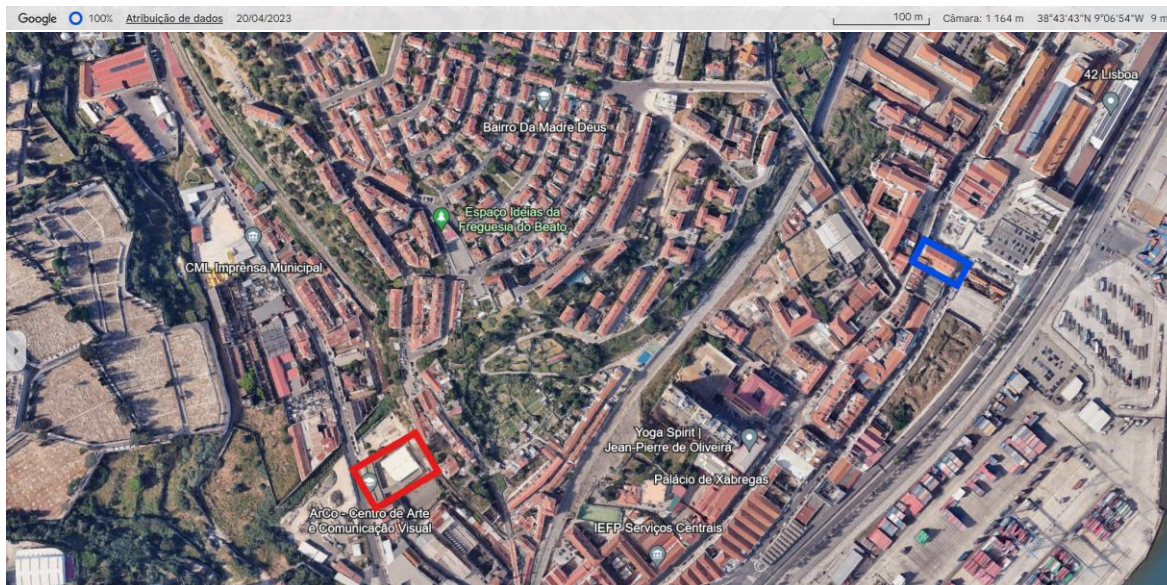 Google 100% Atribuição de dados 20/04/2023 100 m Câmara: 1 164 m 38°43'43"N 9°06'54"W 9 m
42 Lisboa
Bairro Da Madre Deus
Espaço Ideias da
Freguesia do Beato
CML Imprensa Municipal
Yoga Spirit |
Jean-Pierre de Oliveira
Palácio de Xabregas
ArCo - Centro de Arte
e Comunicação Visual
IEFP Serviços Centrais